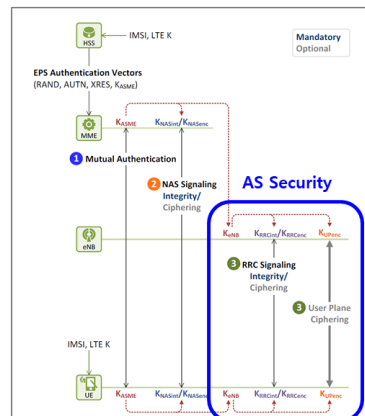 HSS
IMSI, LTE K
Mandatory
Optional
EPS Authentication Vectors
(RAND, AUTN, XRES, KASME)
MME
KASME
KNASint/KNASenc
1 Mutual Authentication
2 NAS Signaling
Integrity/
Ciphering
AS Security
eNB
KeNB
KRRCint/KRRCenc
KUPenc
3 RRC Signaling
Integrity/
Ciphering
3 User Plane
Ciphering
IMSI, LTE K
UE
KASME
KNASint/KNASenc
KeNB
KRRCint/KRRCenc
KUPenc